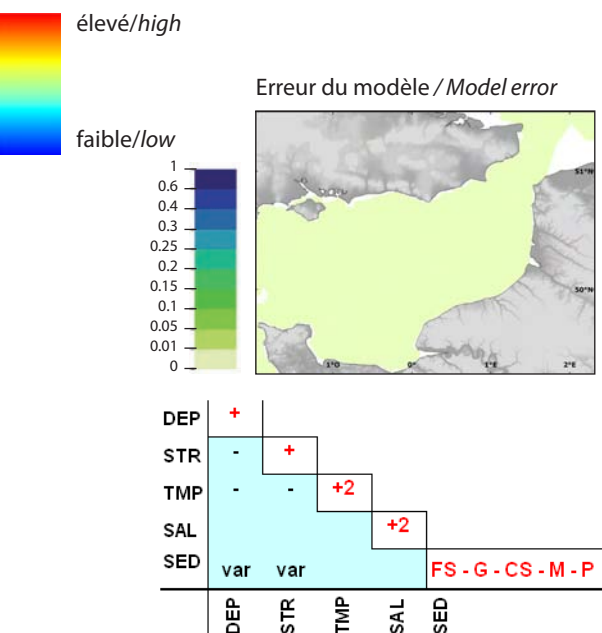 élevé/high
faible/low
Erreur du modèle / Model error
1
0.6
0.4
0.3
0.25
0.2
0.15
0.1
0.05
0.01
0
51°N
50°N
1°O 0° 1°E 2°E
DEP +
STR - +
TMP - - +2
SAL +2
SED var var FS - G - CS - M - P
DEP STR TMP SAL SED